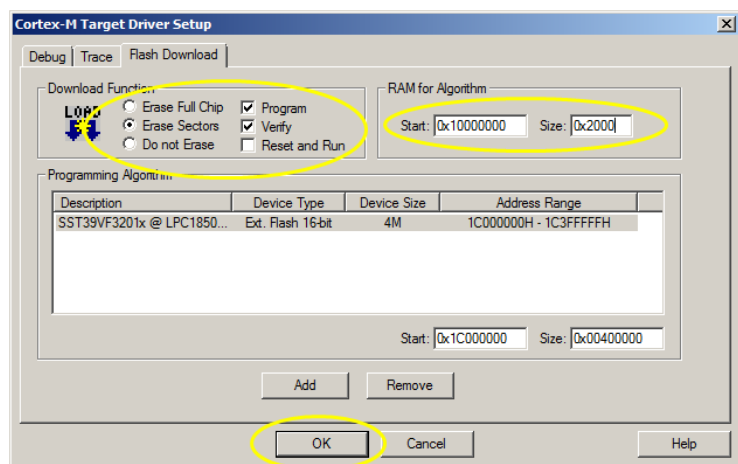 Cortex-M Target Driver Setup
Debug Trace Flash Download
Download Function
LOAD
Erase Full Chip
Erase Sectors
Do not Erase
Program
Verify
Reset and Run
RAM for Algorithm
Start: 0x10000000 Size: 0x2000
Programming Algorithm
Description Device Type Device Size Address Range
SST39VF3201x @ LPC1850... Ext. Flash 16-bit 4M 1C000000H - 1C3FFFFFH
Start: 0x1C000000 Size: 0x00400000
Add Remove
OK Cancel Help